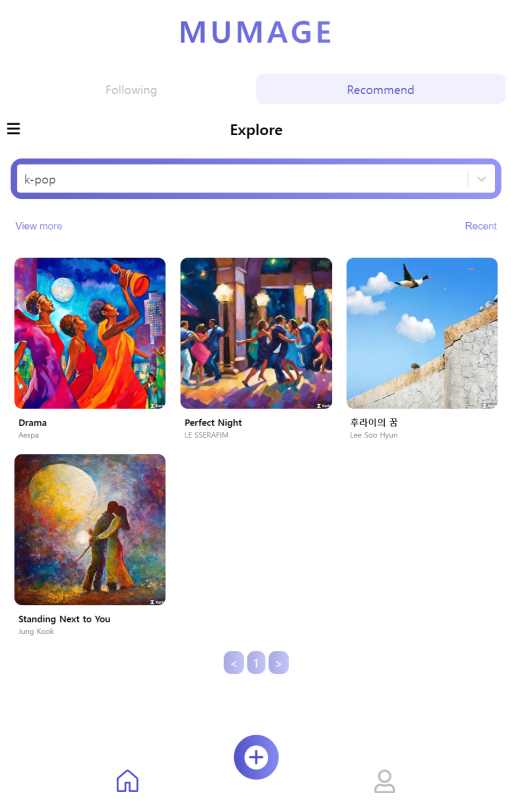 MUMAGE
Following
Recommend
Explore
k-pop
View more
Recent
Drama
Aespa
Perfect Night
LE SSERAFIM
후라이의 꿈
Lee Soo Hyun
Standing Next to You
Jung Kook
< 1 >